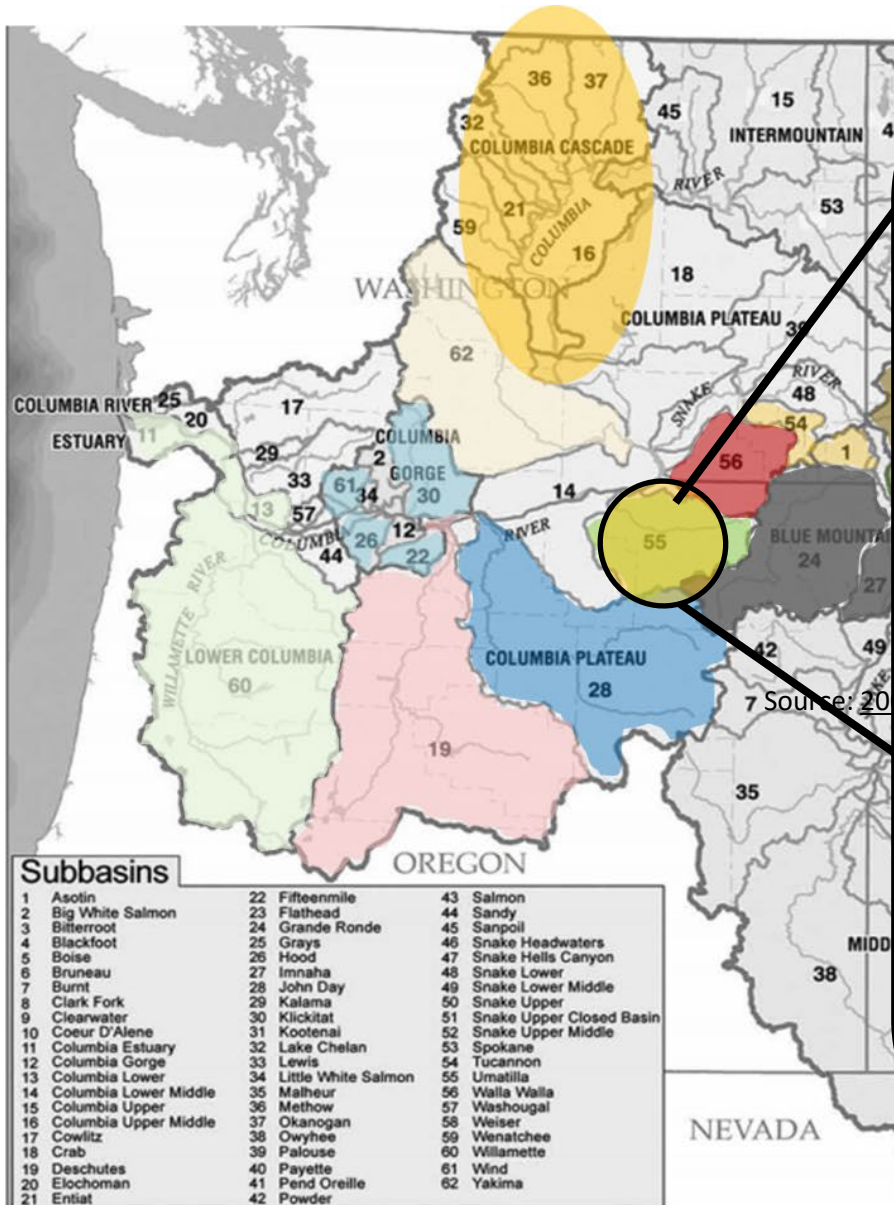 36
37
45
15
4
32
COLUMBIA CASCADE
INTERMOUNTAIN
RIVER
21
59
COLUMBIA
53
16
18
WASHINGTON
COLUMBIA PLATEAU
39
62
RIVER
48
COLUMBIA RIVER
25
20
17
SNAKE
54
ESTUARY
11
COLUMBIA
2
GORGE
29
56
1
33
61
34
30
14
13
57
12
RIVER
COLUMBI
26
55
BLUE MOUNTAI
44
22
24
27
WILLAMETTE RIVER
LOWER COLUMBIA
60
COLUMBIA PLATEAU
28
42
49
7
Source: 20
19
35
OREGON
MIDD
38
NEVADA
Subbasins
1 Asotin
2 Big White Salmon
3 Bitterroot
4 Blackfoot
5 Boise
6 Bruneau
7 Burnt
8 Clark Fork
9 Clearwater
10 Coeur D'Alene
11 Columbia Estuary
12 Columbia Gorge
13 Columbia Lower
14 Columbia Lower Middle
15 Columbia Upper
16 Columbia Upper Middle
17 Cowlitz
18 Crab
19 Deschutes
20 Elochoman
21 Entiat
22 Fifteenmile
23 Flathead
24 Grande Ronde
25 Grays
26 Hood
27 Imnaha
28 John Day
29 Kalama
30 Klickitat
31 Kootenai
32 Lake Chelan
33 Lewis
34 Little White Salmon
35 Malheur
36 Methow
37 Okanogan
38 Owyhee
39 Palouse
40 Payette
41 Pend Oreille
42 Powder
43 Salmon
44 Sandy
45 Sanpoil
46 Snake Headwaters
47 Snake Hells Canyon
48 Snake Lower
49 Snake Lower Middle
50 Snake Upper
51 Snake Upper Closed Basin
52 Snake Upper Middle
53 Spokane
54 Tucannon
55 Umatilla
56 Walla Walla
57 Washougal
58 Weiser
59 Wenatchee
60 Willamette
61 Wind
62 Yakima